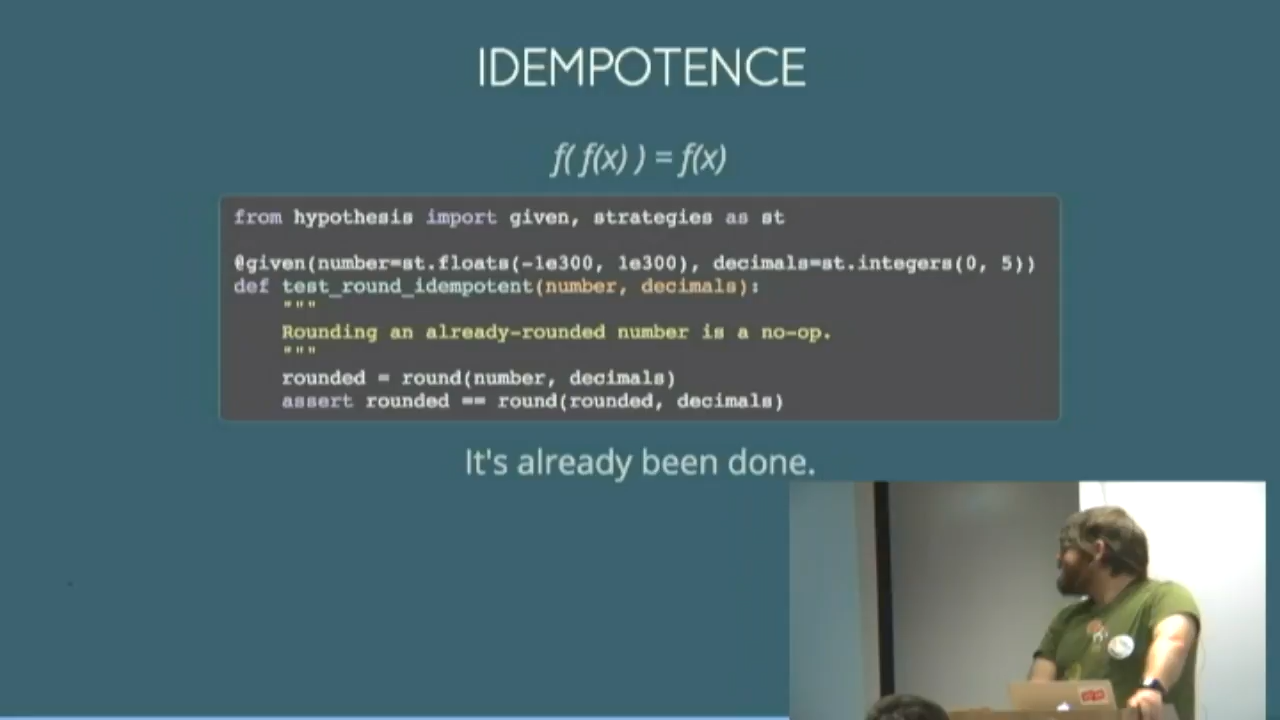 IDEMPOTENCE
f( f(x) ) = f(x)
from hypothesis import given, strategies as st
@given(number=st.floats(-1e300, 1e300), decimals=st.integers(0, 5))
def test_round_idempotent(number, decimals):
"""
Rounding an already-rounded number is a no-op.
"""
rounded = round(number, decimals)
assert rounded == round(rounded, decimals)
It's already been done.